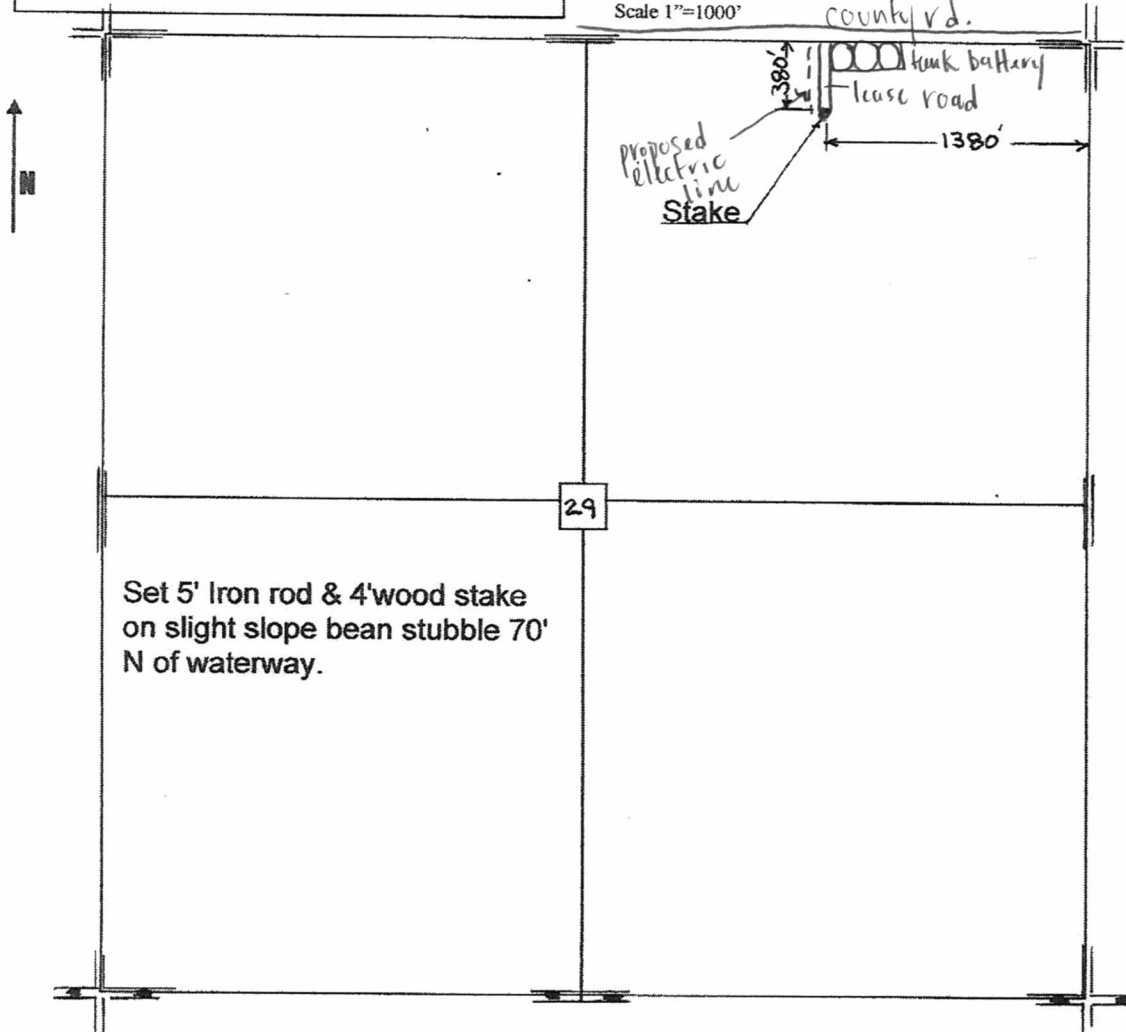 Scale 1"=1000'
county rd.
380'
tank battery
lease road
1380'
proposed
electric
line
Stake
N
29
Set 5' Iron rod & 4'wood stake
on slight slope bean stubble 70'
N of waterway.